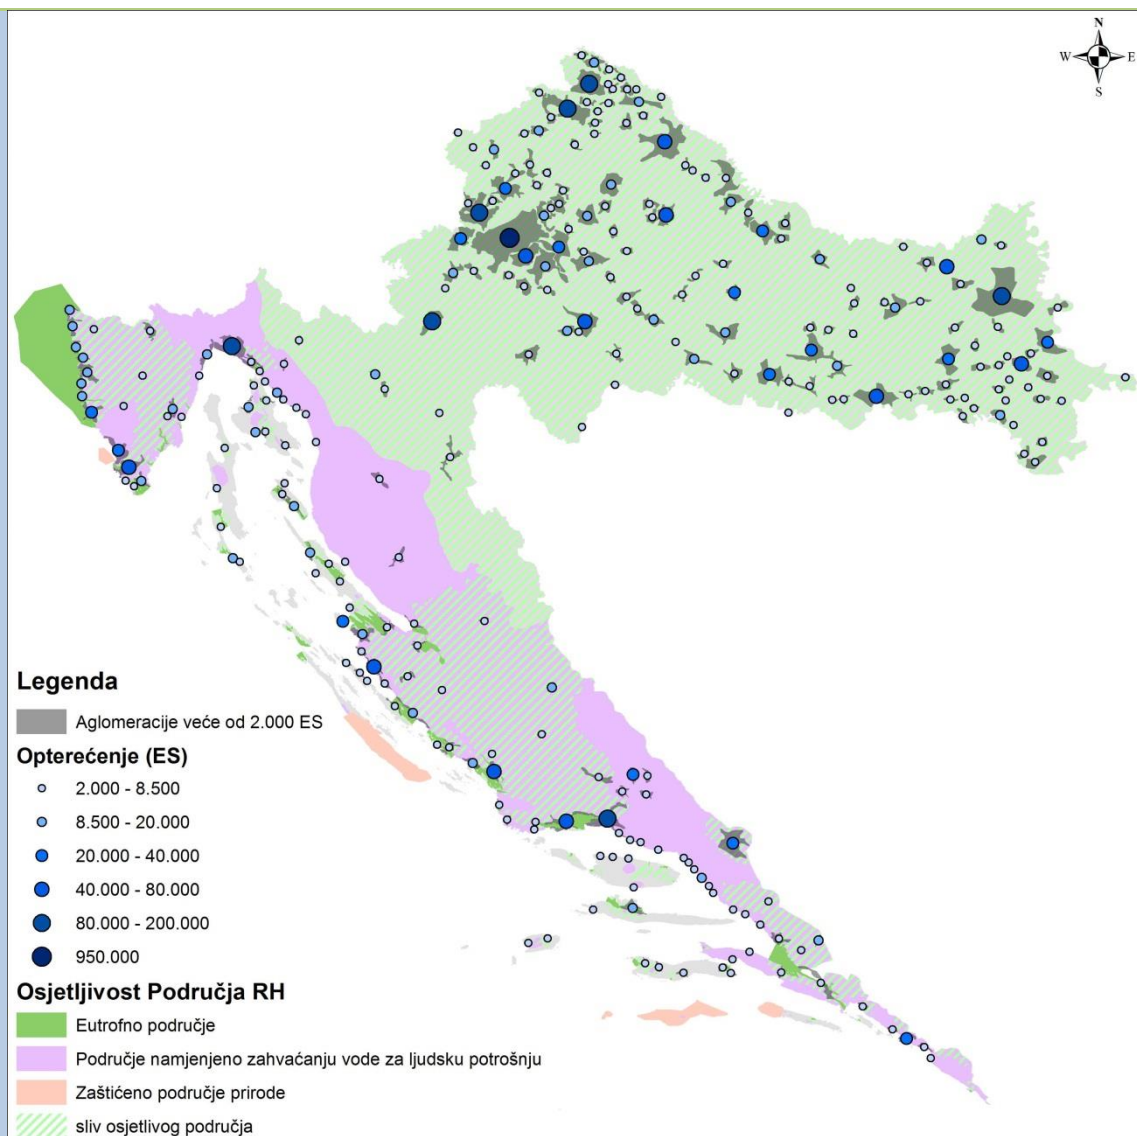 N
W E
S
Legenda
Aglomeracije veće od 2.000 ES
Opterećenje (ES)
2.000 - 8.500
8.500 - 20.000
20.000 - 40.000
40.000 - 80.000
80.000 - 200.000
950.000
Osjetljivost Područja RH
Eutrofno područje
Područje namjenjeno zahvaćanju vode za ljudsku potrošnju
Zaštićeno područje prirode
sliv osjetlivog područja